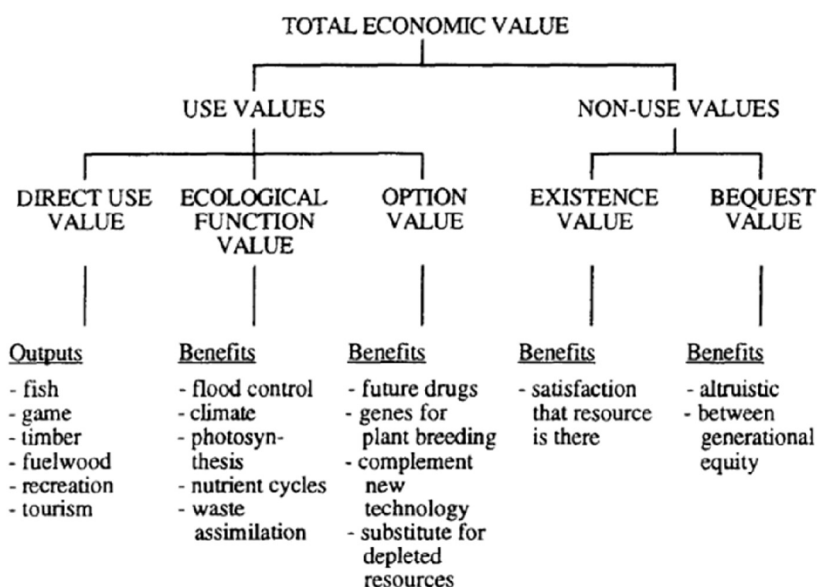 TOTAL ECONOMIC VALUE
USE VALUES
NON-USE VALUES
DIRECT USE
VALUE
ECOLOGICAL
FUNCTION
VALUE
OPTION
VALUE
EXISTENCE
VALUE
BEQUEST
VALUE
Outputs
- fish
- game
- timber
- fuelwood
- recreation
- tourism
Benefits
- flood control
- climate
- photosyn-
thesis
- nutrient cycles
- waste
assimilation
Benefits
- future drugs
- genes for
plant breeding
- complement
new
technology
- substitute for
depleted
resources
Benefits
- satisfaction
that resource
is there
Benefits
- altruistic
- between
generational
equity